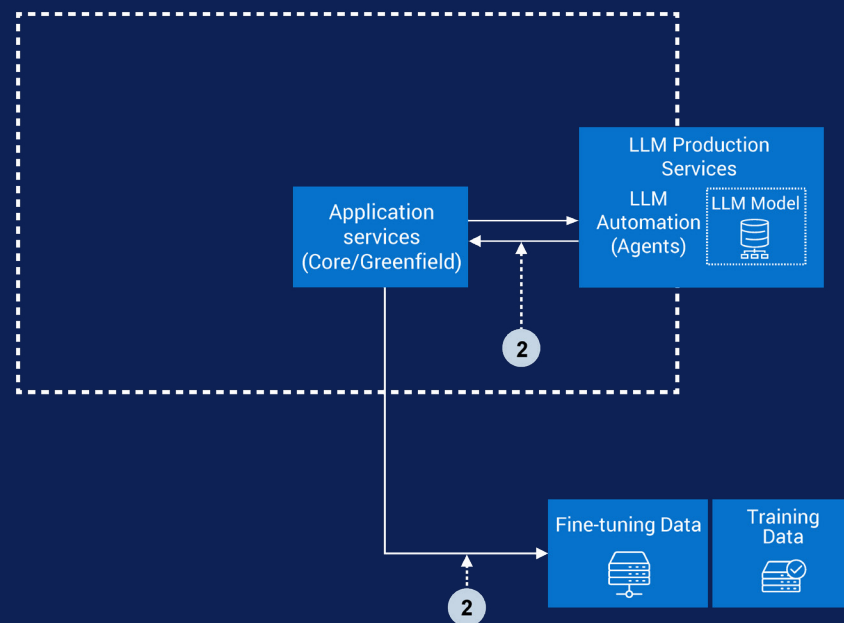 LLM Production
Services
LLM
Automation
(Agents)
LLM Model
Application
services
(Core/Greenfield)
2
Fine-tuning Data
Training
Data
2